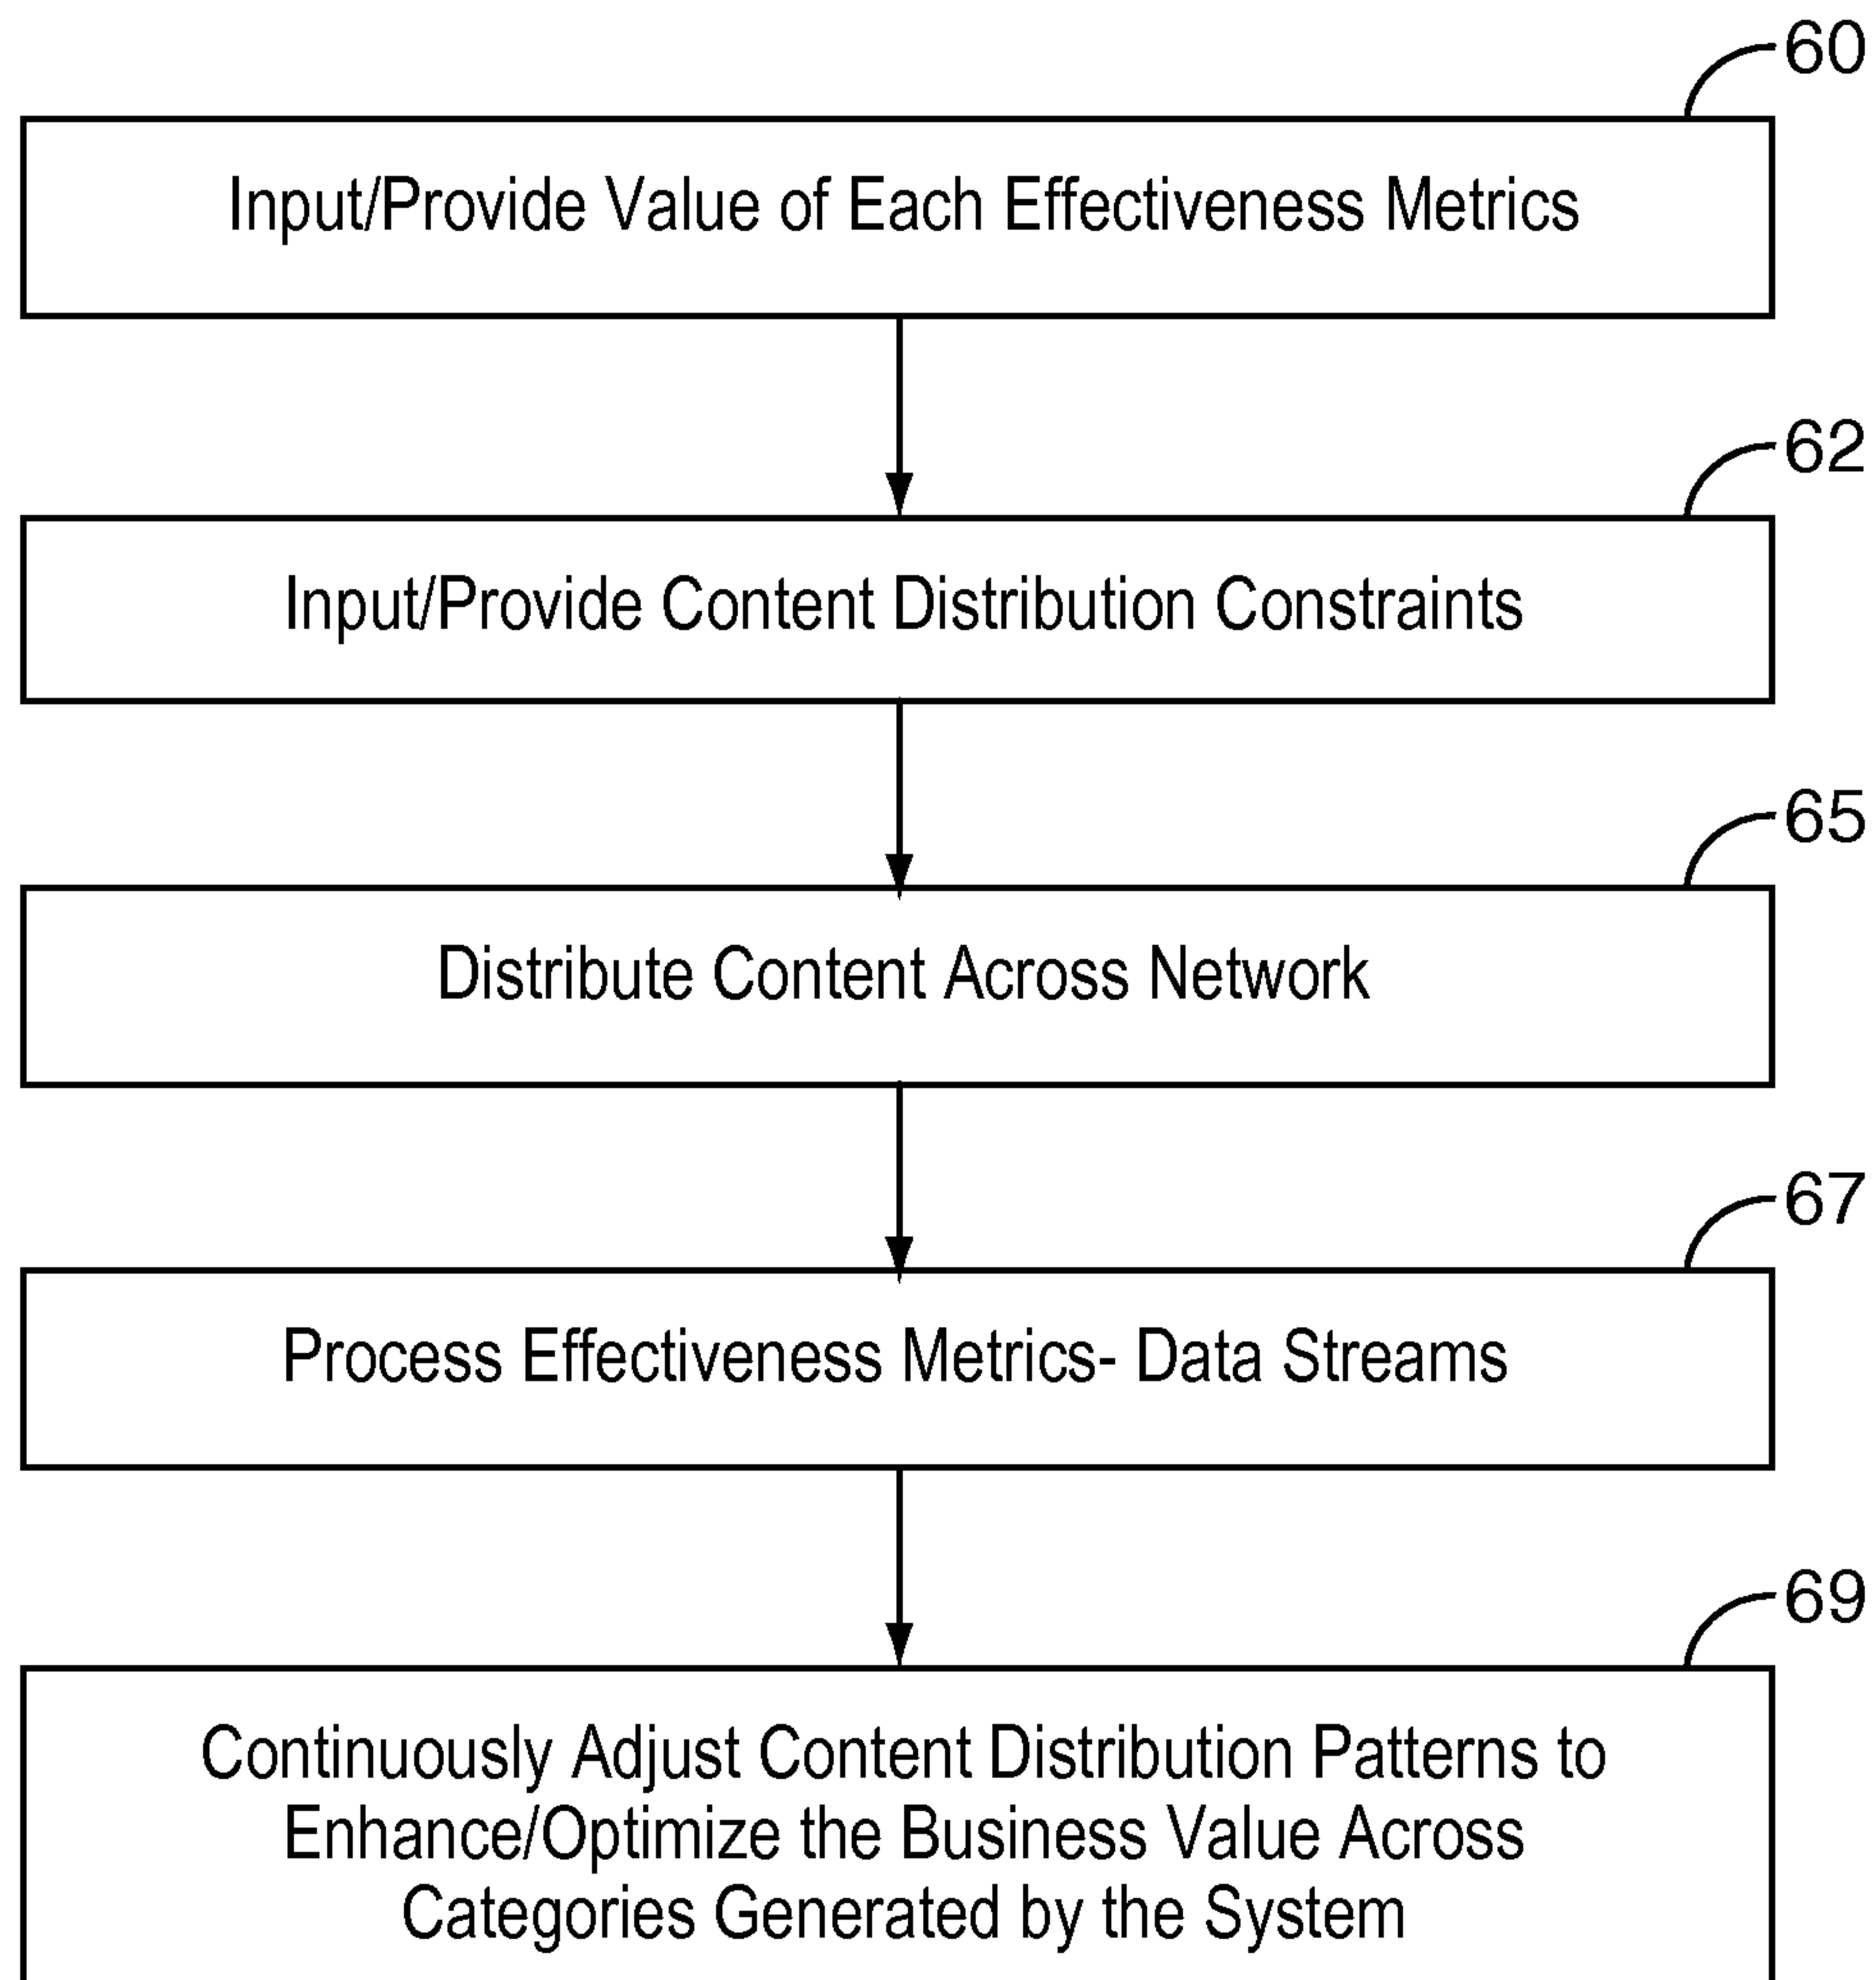 60
Input/Provide Value of Each Effectiveness Metrics
62
Input/Provide Content Distribution Constraints
65
Distribute Content Across Network
67
Process Effectiveness Metrics- Data Streams
69
Continuously Adjust Content Distribution Patterns to
Enhance/Optimize the Business Value Across
Categories Generated by the System